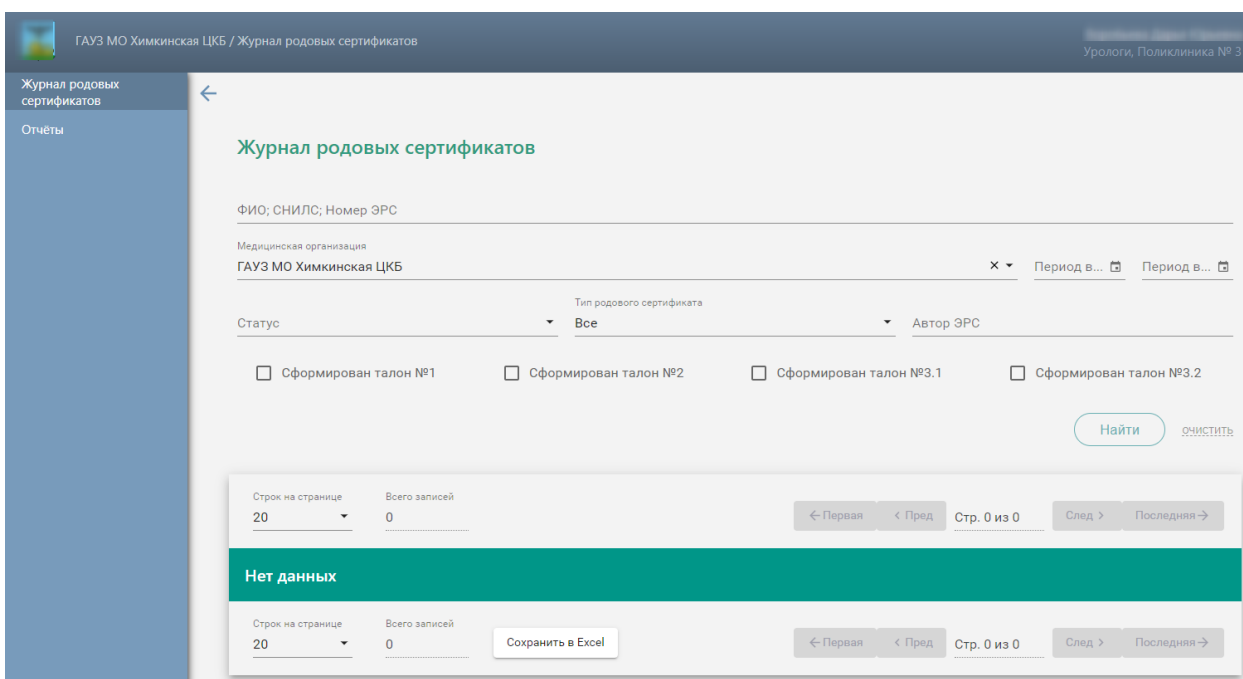 ГАУЗ МО Химкинская ЦКБ / Журнал родовых сертификатов
Урологи, Поликлиника № 3
Журнал родовых
сертификатов
Отчёты
Журнал родовых сертификатов
ФИО; СНИЛС; Номер ЭРС
Медицинская организация
ГАУЗ МО Химкинская ЦКБ × Период в... Период в...
Тип родового сертификата
Статус Все Автор ЭРС
Сформирован талон №1 Сформирован талон №2 Сформирован талон №3.1 Сформирован талон №3.2
Найти очистить
Строк на странице Всего записей
20 0 ← Первая < Пред Стр. 0 из 0 След > Последняя →
Нет данных
Строк на странице Всего записей
20 0 Сохранить в Excel ← Первая < Пред Стр. 0 из 0 След > Последняя →